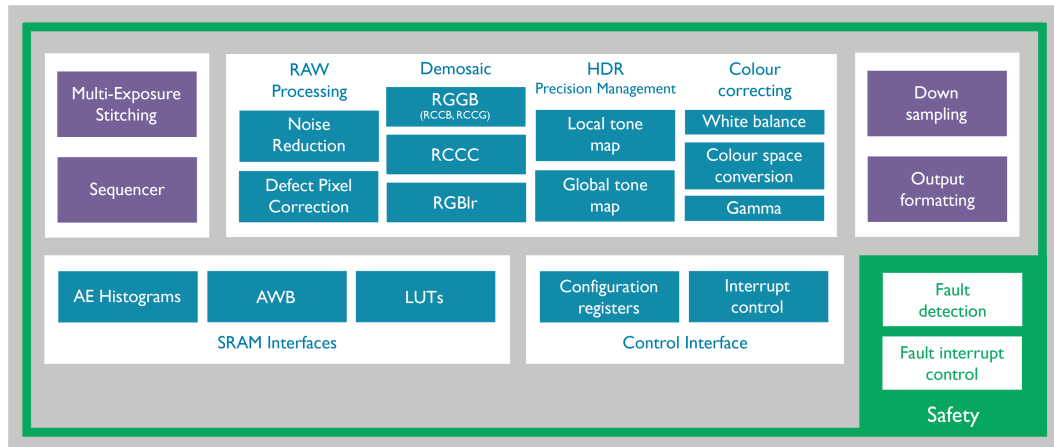 Multi-Exposure
Stitching
Sequencer
RAW
Processing
Noise
Reduction
Defect Pixel
Correction
Demosaic
RGGB
(RCCB, RCCG)
RCCC
RGBIr
HDR
Precision Management
Local tone
map
Global tone
map
Colour
correcting
White balance
Colour space
conversion
Gamma
Down
sampling
Output
formatting
AE Histograms
AWB
LUTs
SRAM Interfaces
Configuration
registers
Interrupt
control
Control Interface
Fault
detection
Fault interrupt
control
Safety